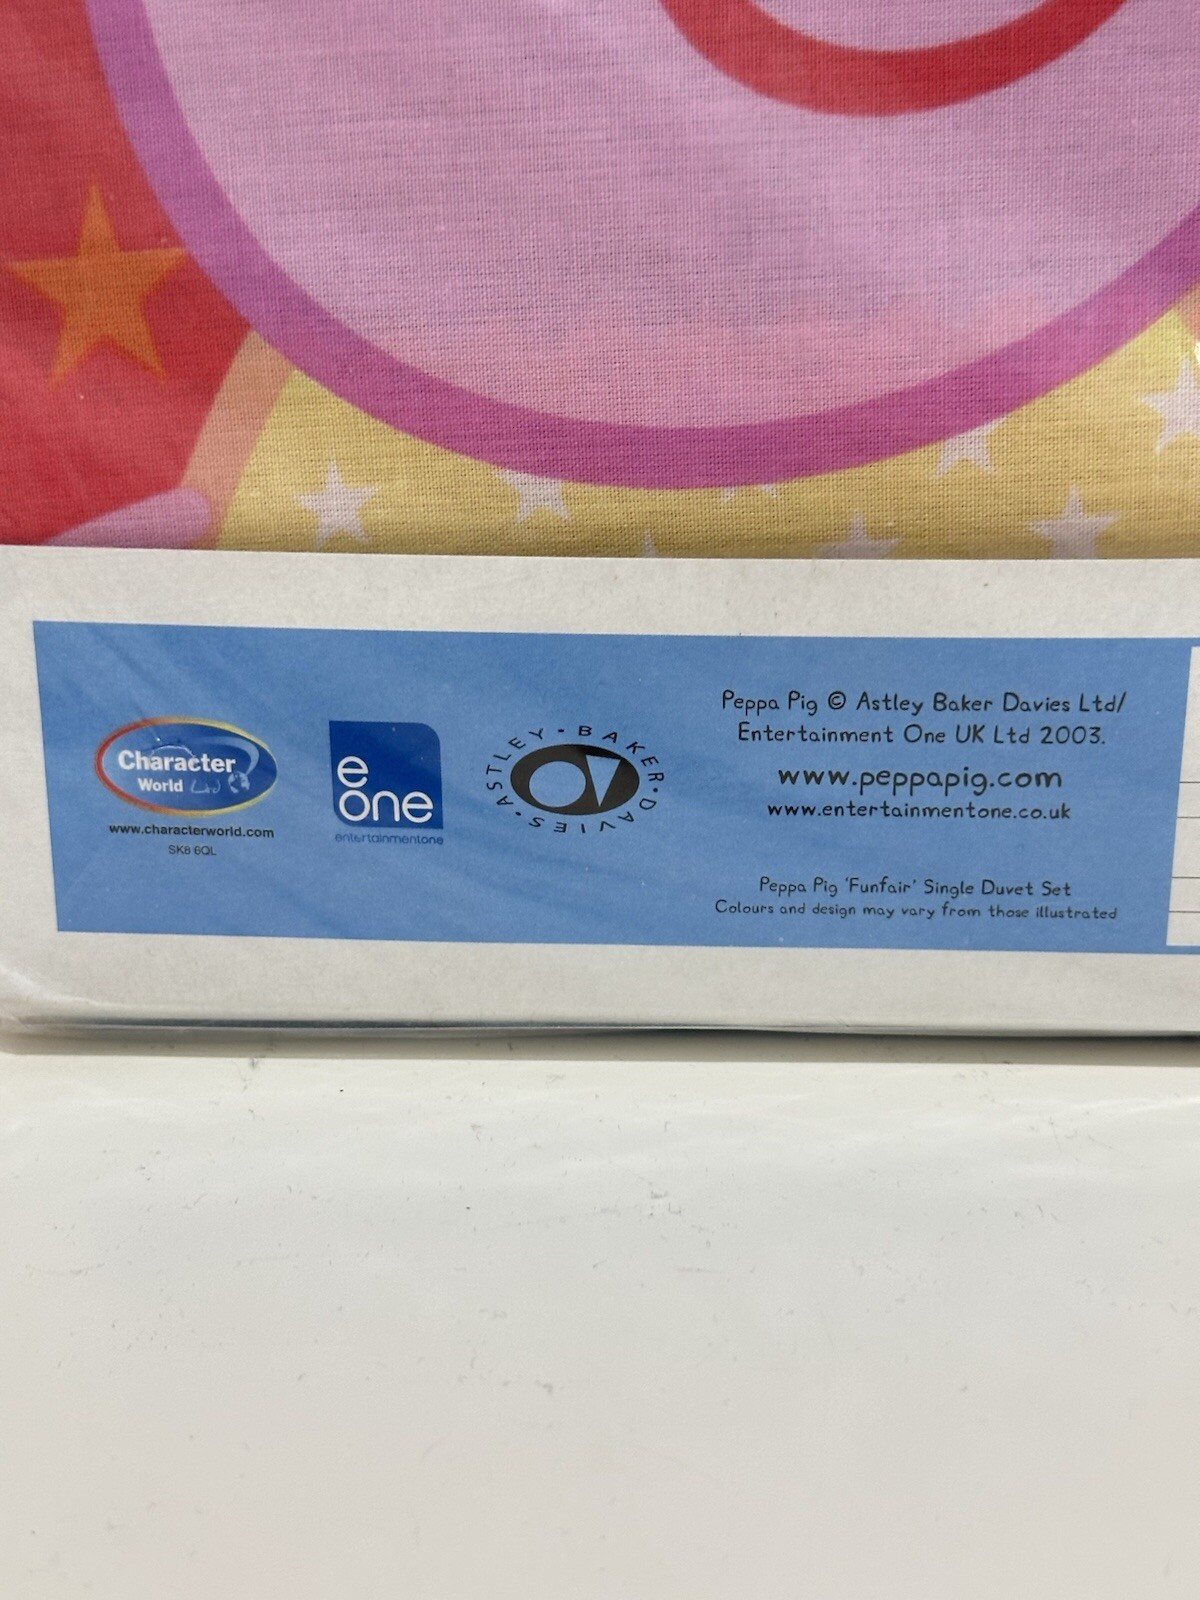 Character
World Ltd
www.characterworld.com
SK8 6QL
e
one
entertainmentone
ASTLEY · BAKER · DAVIES ·
Peppa Pig © Astley Baker Davies Ltd/
Entertainment One UK Ltd 2003.
www.peppapig.com
www.entertainmentone.co.uk
Peppa Pig 'Funfair' Single Duvet Set
Colours and design may vary from those illustrated